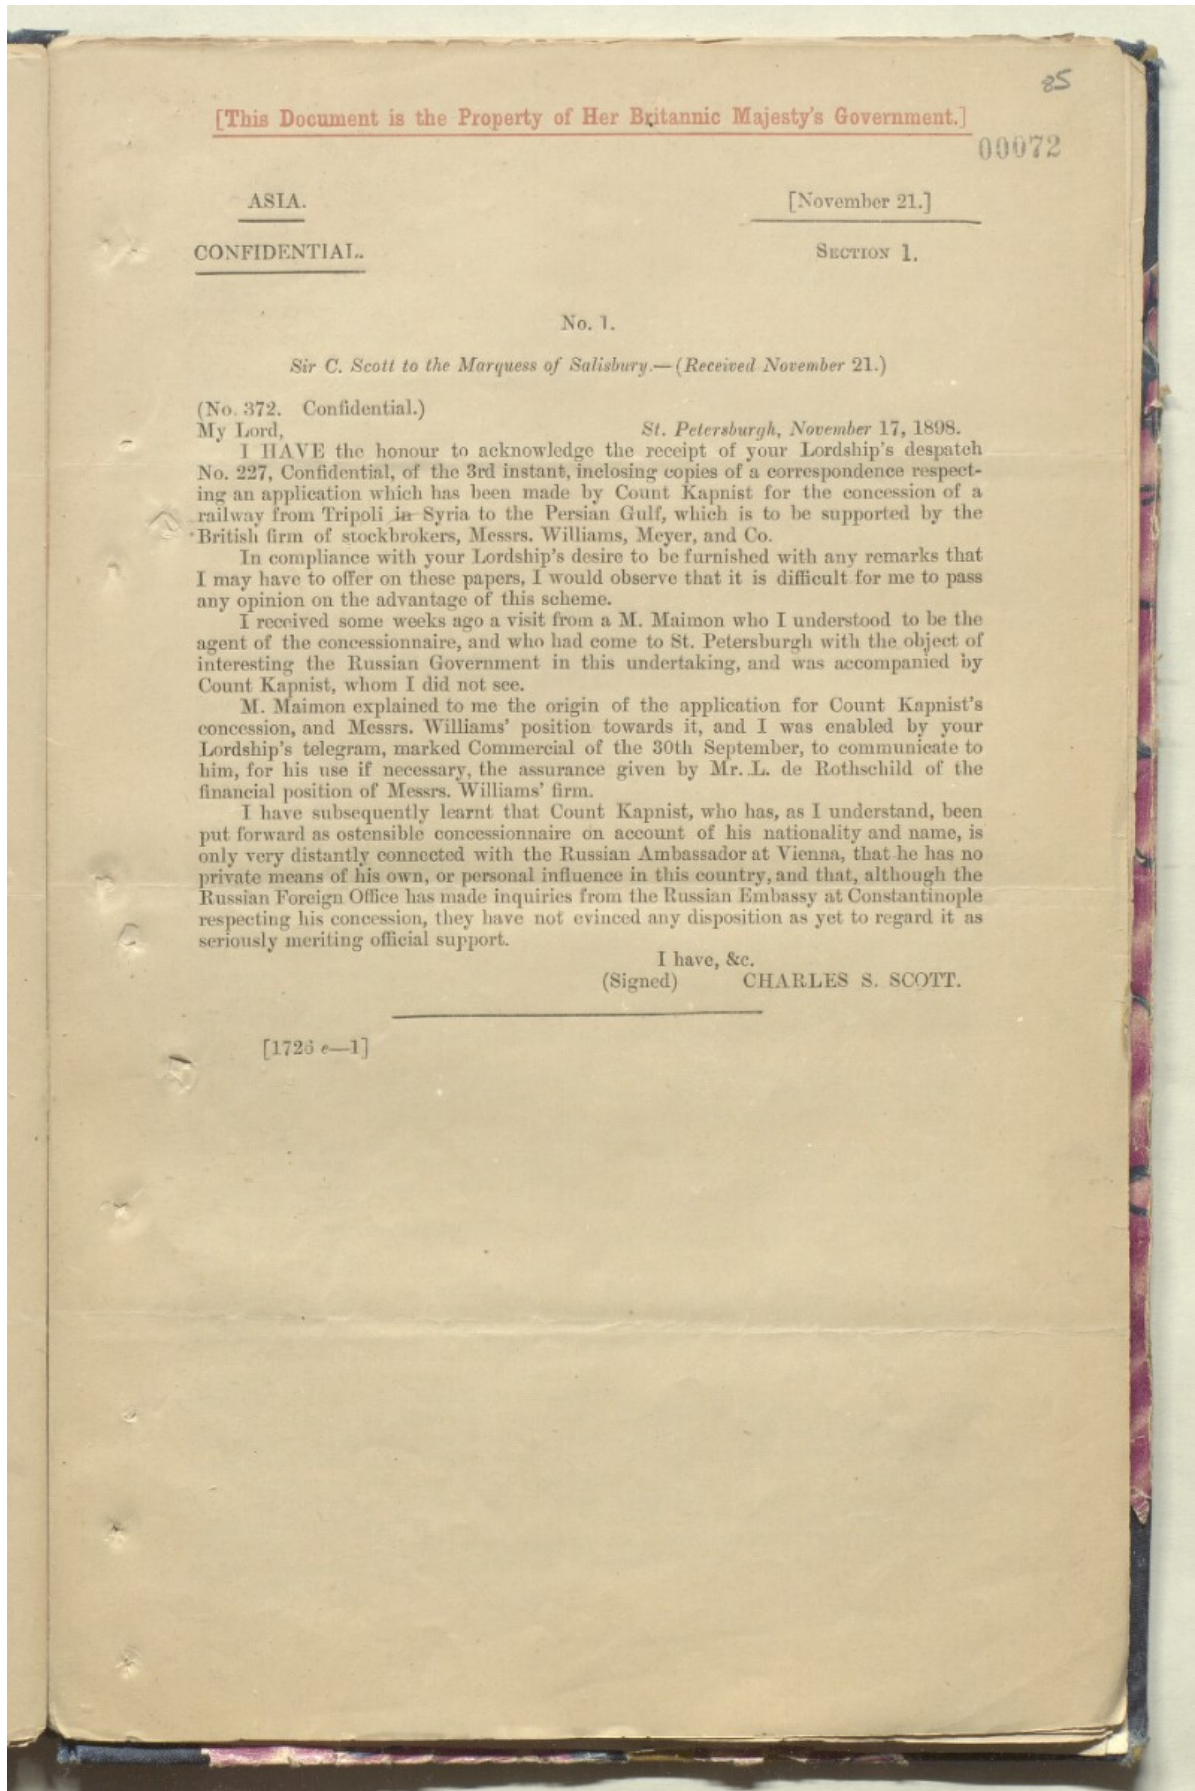 85
[This Document is the Property of Her Britannic Majesty's Government.]
00072
ASIA.
[November 21.]
CONFIDENTIAL.
SECTION 1.
No. 1.
Sir C. Scott to the Marquess of Salisbury.—(Received November 21.)
(No. 372. Confidential.)
My Lord, St. Petersburgh, November 17, 1898.
I HAVE the honour to acknowledge the receipt of your Lordship's despatch
No. 227, Confidential, of the 3rd instant, inclosing copies of a correspondence respect-
ing an application which has been made by Count Kapnist for the concession of a
railway from Tripoli in Syria to the Persian Gulf, which is to be supported by the
British firm of stockbrokers, Messrs. Williams, Meyer, and Co.
In compliance with your Lordship's desire to be furnished with any remarks that
I may have to offer on these papers, I would observe that it is difficult for me to pass
any opinion on the advantage of this scheme.
I received some weeks ago a visit from a M. Maimon who I understood to be the
agent of the concessionnaire, and who had come to St. Petersburgh with the object of
interesting the Russian Government in this undertaking, and was accompanied by
Count Kapnist, whom I did not see.
M. Maimon explained to me the origin of the application for Count Kapnist's
concession, and Messrs. Williams' position towards it, and I was enabled by your
Lordship's telegram, marked Commercial of the 30th September, to communicate to
him, for his use if necessary, the assurance given by Mr. L. de Rothschild of the
financial position of Messrs. Williams' firm.
I have subsequently learnt that Count Kapnist, who has, as I understand, been
put forward as ostensible concessionnaire on account of his nationality and name, is
only very distantly connected with the Russian Ambassador at Vienna, that he has no
private means of his own, or personal influence in this country, and that, although the
Russian Foreign Office has made inquiries from the Russian Embassy at Constantinople
respecting his concession, they have not evinced any disposition as yet to regard it as
seriously meriting official support.
I have, &c.
(Signed) CHARLES S. SCOTT.
[1726 e—1]